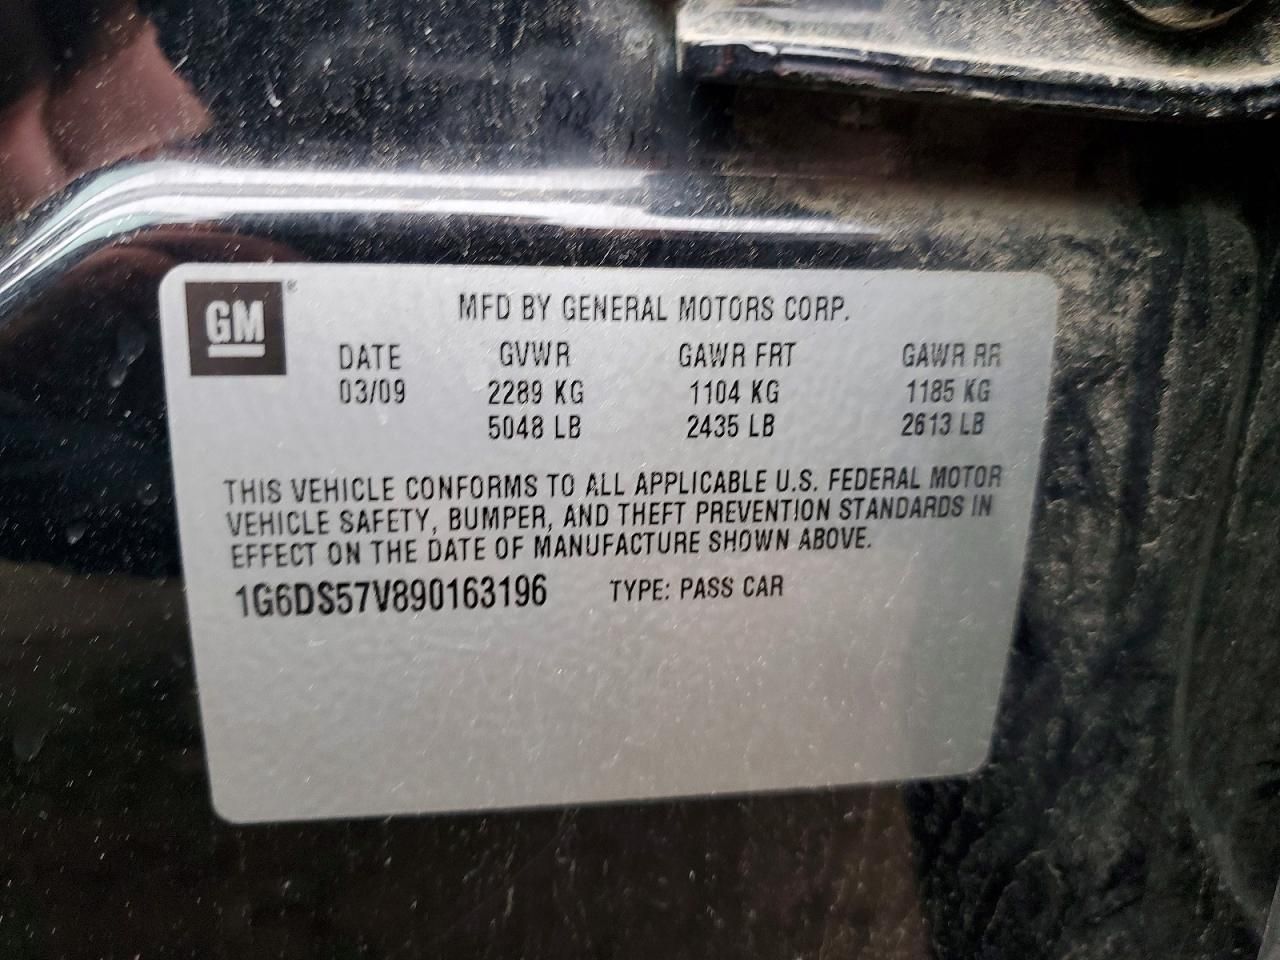 GM®
MFD BY GENERAL MOTORS CORP.
DATE GVWR GAWR FRT GAWR RR
03/09 2289 KG 1104 KG 1185 KG
5048 LB 2435 LB 2613 LB
THIS VEHICLE CONFORMS TO ALL APPLICABLE U.S. FEDERAL MOTOR
VEHICLE SAFETY, BUMPER, AND THEFT PREVENTION STANDARDS IN
EFFECT ON THE DATE OF MANUFACTURE SHOWN ABOVE.
1G6DS57V890163196 TYPE: PASS CAR